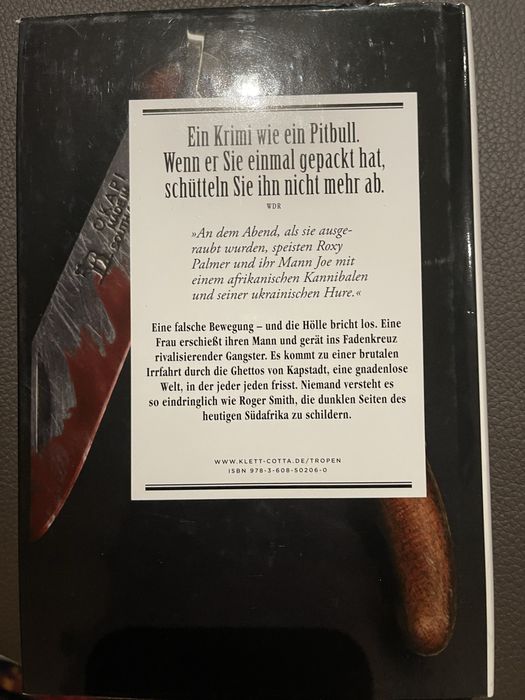 Ein Krimi wie ein Pitbull.
Wenn er Sie einmal gepackt hat,
schütteln Sie ihn nicht mehr ab.
WDR
»An dem Abend, als sie ausge-
raubt wurden, speisten Roxy
Palmer und ihr Mann Joe mit
einem afrikanischen Kannibalen
und seiner ukrainischen Hure.«
Eine falsche Bewegung – und die Hölle bricht los. Eine
Frau erschießt ihren Mann und gerät ins Fadenkreuz
rivalisierender Gangster. Es kommt zu einer brutalen
Irrfahrt durch die Ghettos von Kapstadt, eine gnadenlose
Welt, in der jeder jeden frisst. Niemand versteht es
so eindringlich wie Roger Smith, die dunklen Seiten des
heutigen Südafrika zu schildern.
WWW.KLETT-COTTA.DE/TROPEN
ISBN 978-3-608-50206-0
OKAPI